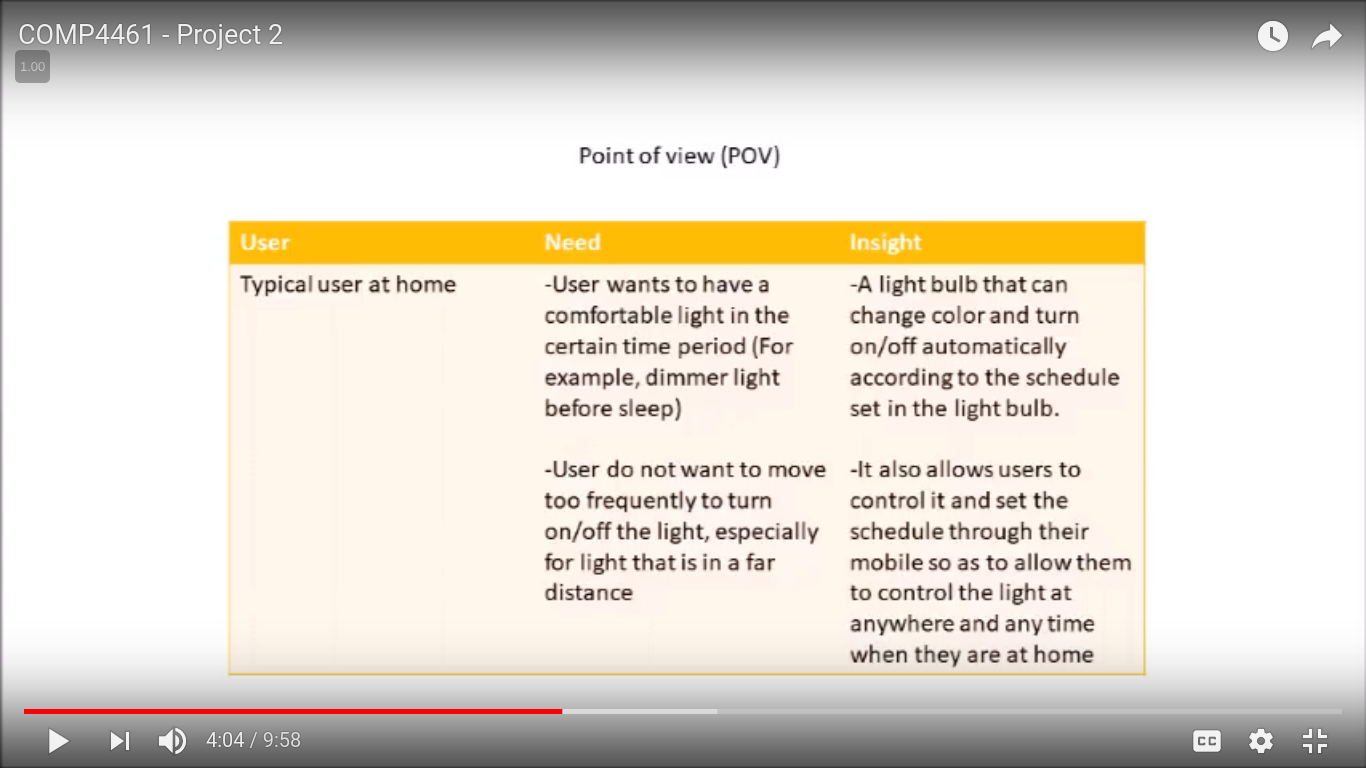 COMP4461 - Project 2
1.00
Point of view (POV)
User
Need
Insight
Typical user at home
-User wants to have a
comfortable light in the
certain time period (For
example, dimmer light
before sleep)
-User do not want to move
too frequently to turn
on/off the light, especially
for light that is in a far
distance
-A light bulb that can
change color and turn
on/off automatically
according to the schedule
set in the light bulb.
-It also allows users to
control it and set the
schedule through their
mobile so as to allow them
to control the light at
anywhere and any time
when they are at home
4:04 / 9:58
CC